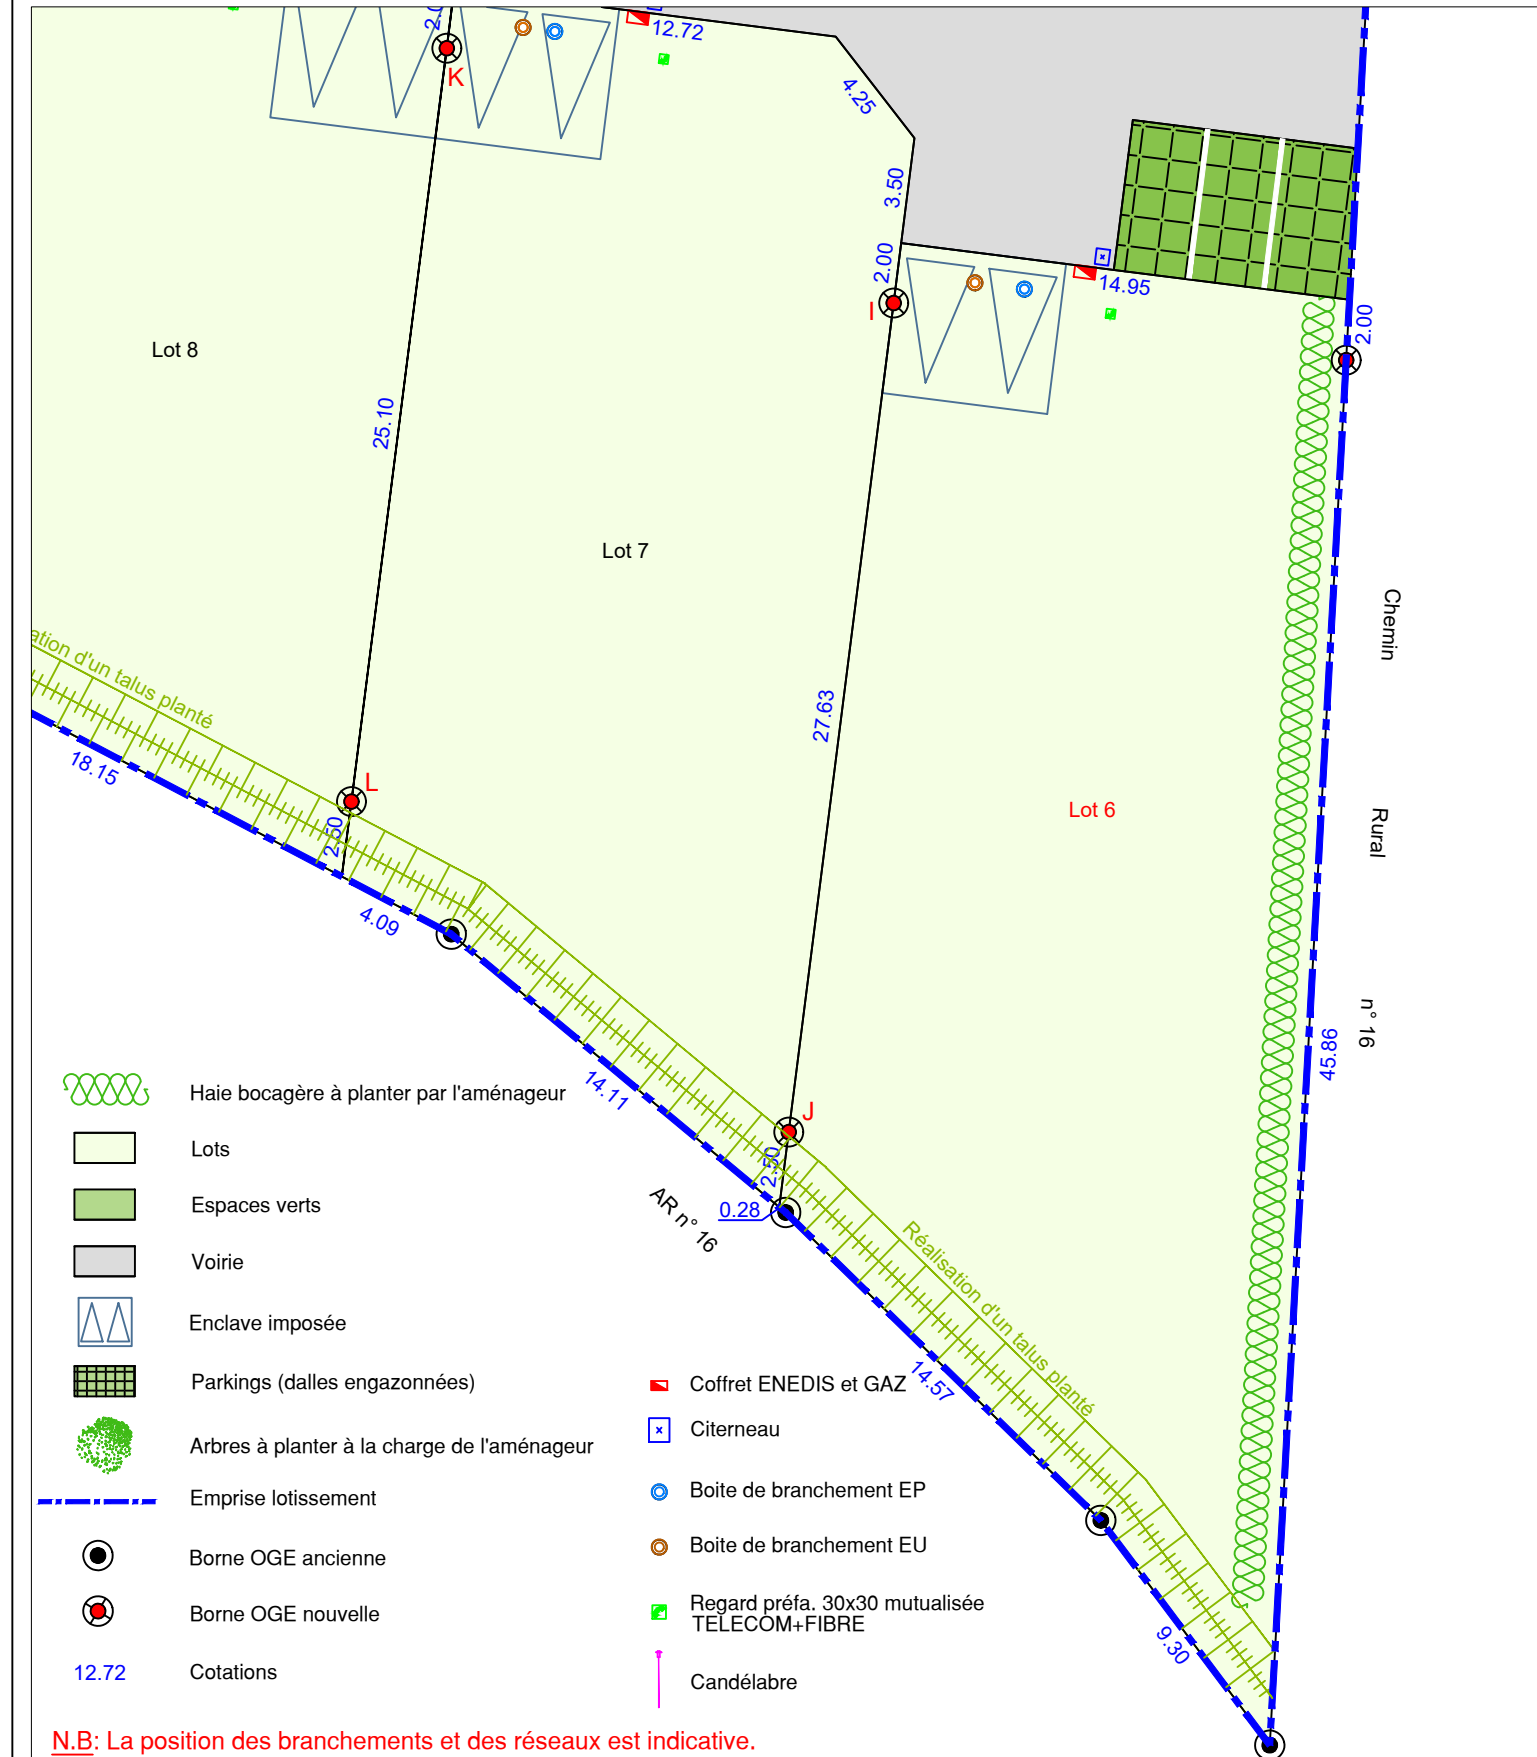 2.0
12.72
K
4.25
3.50
2.00
I
14.95
2.00
Lot 8
25.10
Lot 7
Chemin
27.63
Lot 6
Rural
ation d'un talus planté
18.15
L
2.50
4.09
n° 16
45.86
14.11
J
2.50
0.28
AR n° 16
Réalisation d'un talus planté
14.57
9.30
Haie bocagère à planter par l'aménageur
Lots
Espaces verts
Voirie
Enclave imposée
Parkings (dalles engazonnées)
Arbres à planter à la charge de l'aménageur
Emprise lotissement
Borne OGE ancienne
Borne OGE nouvelle
12.72 Cotations
Coffret ENEDIS et GAZ
Citerneau
Boite de branchement EP
Boite de branchement EU
Regard préfa. 30x30 mutualisée
TELECOM+FIBRE
Candélabre
N.B: La position des branchements et des réseaux est indicative.